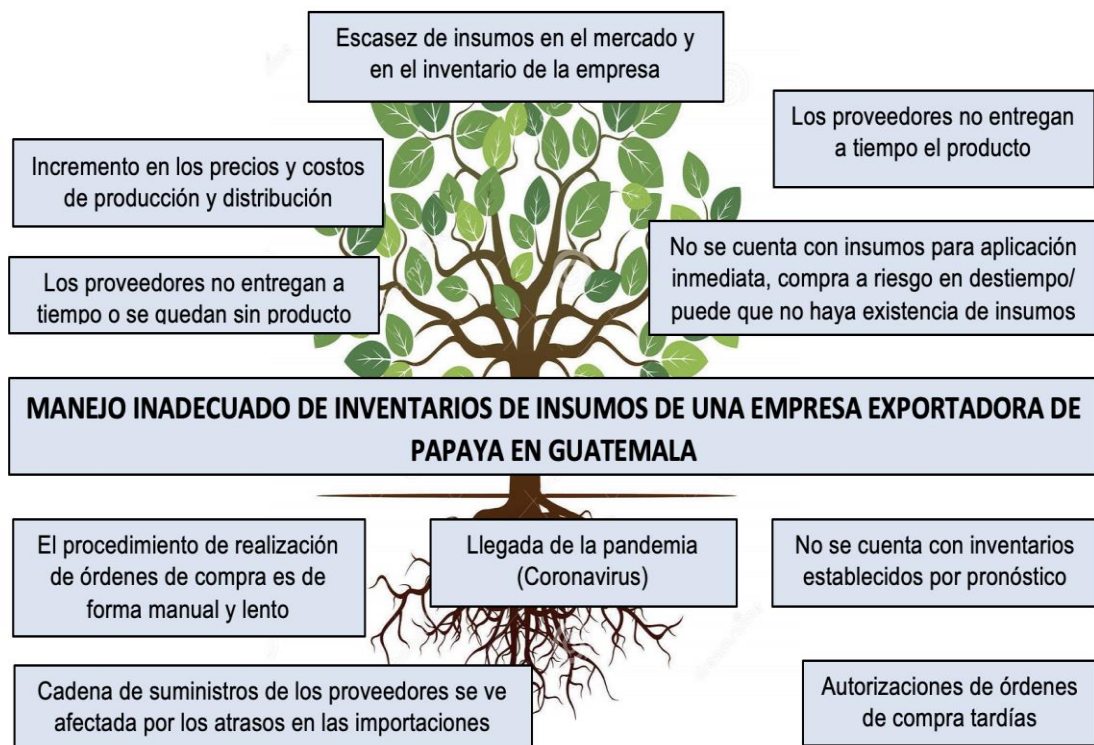 Escasez de insumos en el mercado y
en el inventario de la empresa
Los proveedores no entregan
a tiempo el producto
Incremento en los precios y costos
de producción y distribución
No se cuenta con insumos para aplicación
inmediata, compra a riesgo en destiempo/
puede que no haya existencia de insumos
Los proveedores no entregan a
tiempo o se quedan sin producto
MANEJO INADECUADO DE INVENTARIOS DE INSUMOS DE UNA EMPRESA EXPORTADORA DE
PAPAYA EN GUATEMALA
El procedimiento de realización
de órdenes de compra es de
forma manual y lento
Llegada de la pandemia
(Coronavirus)
No se cuenta con inventarios
establecidos por pronóstico
Cadena de suministros de los proveedores se ve
afectada por los atrasos en las importaciones
Autorizaciones de órdenes
de compra tardías